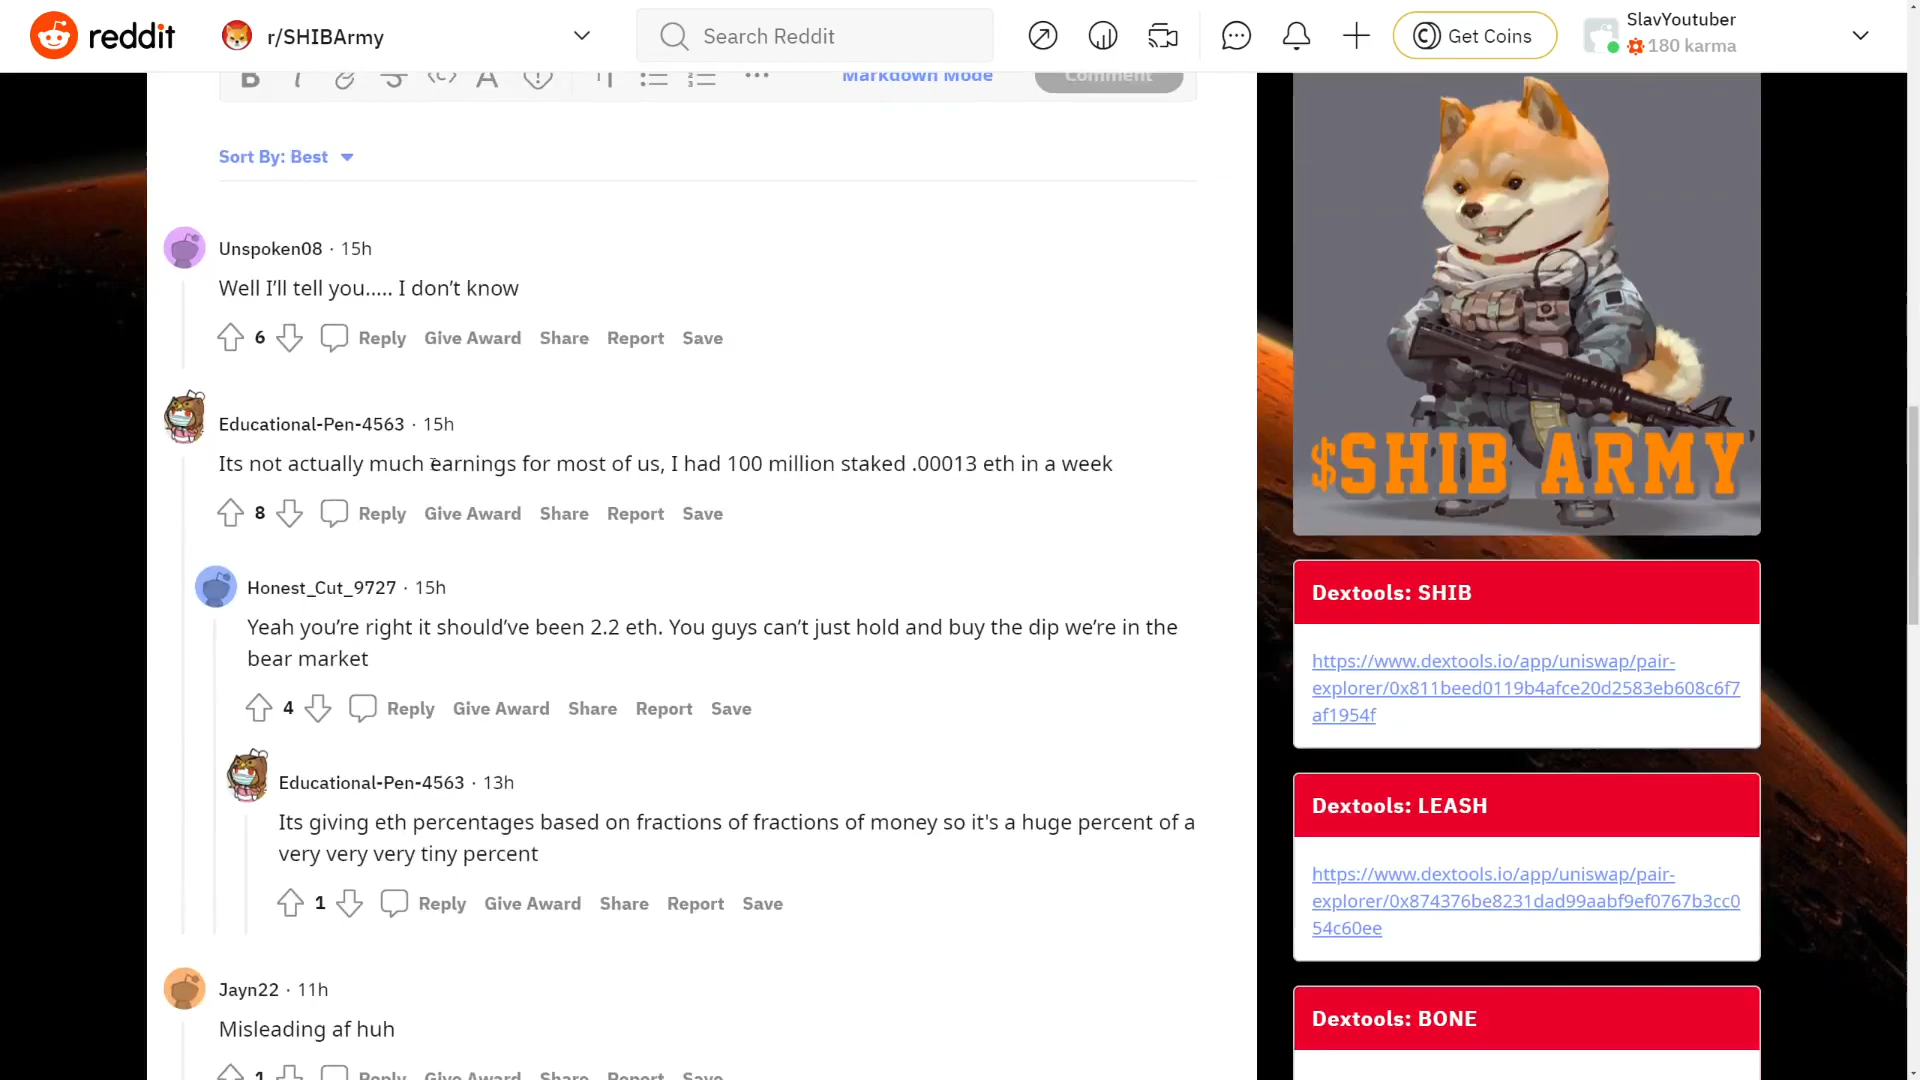 reddit
r/SHIBArmy
Search Reddit
Get Coins
SlavYoutuber
180 karma
Markdown Mode
Comment
Sort By: Best
Unspoken08 · 15h
Well I'll tell you..... I don't know
6 Reply Give Award Share Report Save
Educational-Pen-4563 · 15h
Its not actually much earnings for most of us, I had 100 million staked .00013 eth in a week
8 Reply Give Award Share Report Save
Honest_Cut_9727 · 15h
Yeah you're right it should've been 2.2 eth. You guys can't just hold and buy the dip we're in the
bear market
4 Reply Give Award Share Report Save
Educational-Pen-4563 · 13h
Its giving eth percentages based on fractions of fractions of money so it's a huge percent of a
very very very tiny percent
1 Reply Give Award Share Report Save
Jayn22 · 11h
Misleading af huh
1 Reply Give Award Share Report Save
$SHIB ARMY
Dextools: SHIB
https://www.dextools.io/app/uniswap/pair-
explorer/0x811beed0119b4afce20d2583eb608c6f7
af1954f
Dextools: LEASH
https://www.dextools.io/app/uniswap/pair-
explorer/0x874376be8231dad99aabf9ef0767b3cc0
54c60ee
Dextools: BONE